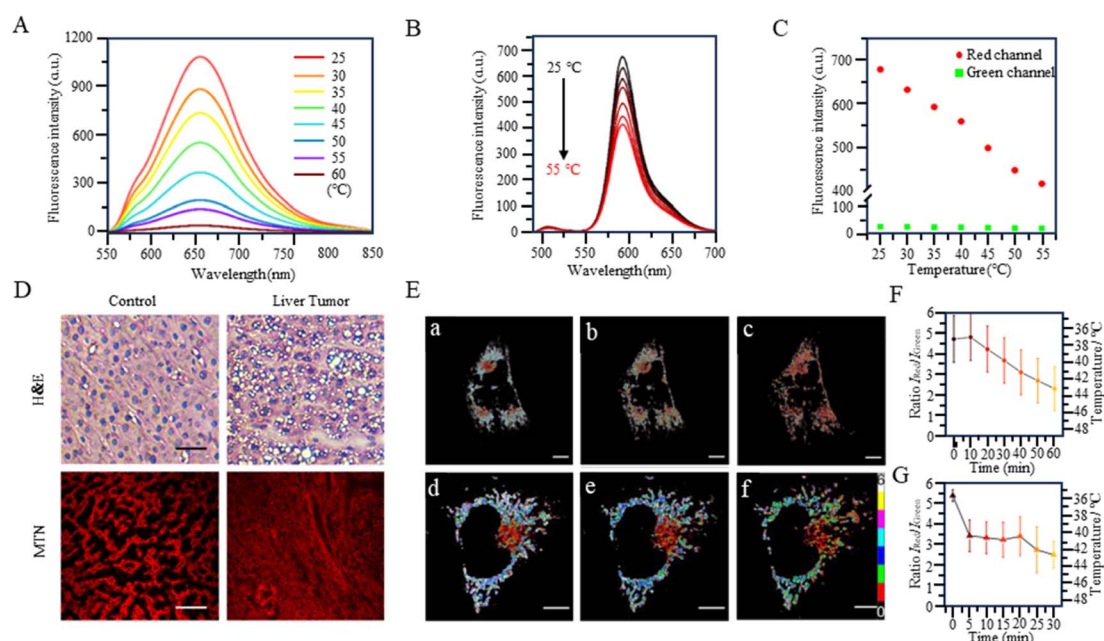 A
Fluorescence intensity (a.u.)
1200
900
600
300
0
25
30
35
40
45
50
55
60
(°C)
550
600
650
700
750
800
850
Wavelength(nm)
B
Fluorescence intensity (a.u.)
700
600
500
400
300
200
100
0
25 °C
55 °C
500
550
600
650
700
Wavelength(nm)
C
Fluorescence intensity (a.u.)
Red channel
Green channel
700
650
500
450
400
100
0
25 30 35 40 45 50 55
Temperature(°C)
D
Control
Liver Tumor
H&E
MTN
E
a
b
c
d
e
f
6
0
F
Ratio IRed/IGreen
6
5
4
3
2
1
0
36
38
40
42
44
46
48
Temperature/ °C
0 10 20 30 40 50 60
Time (min)
G
Ratio IRed/IGreen
6
5
4
3
2
1
0
36
38
40
42
44
46
48
Temperature/ °C
0 5 10 15 20 25 30
Time (min)